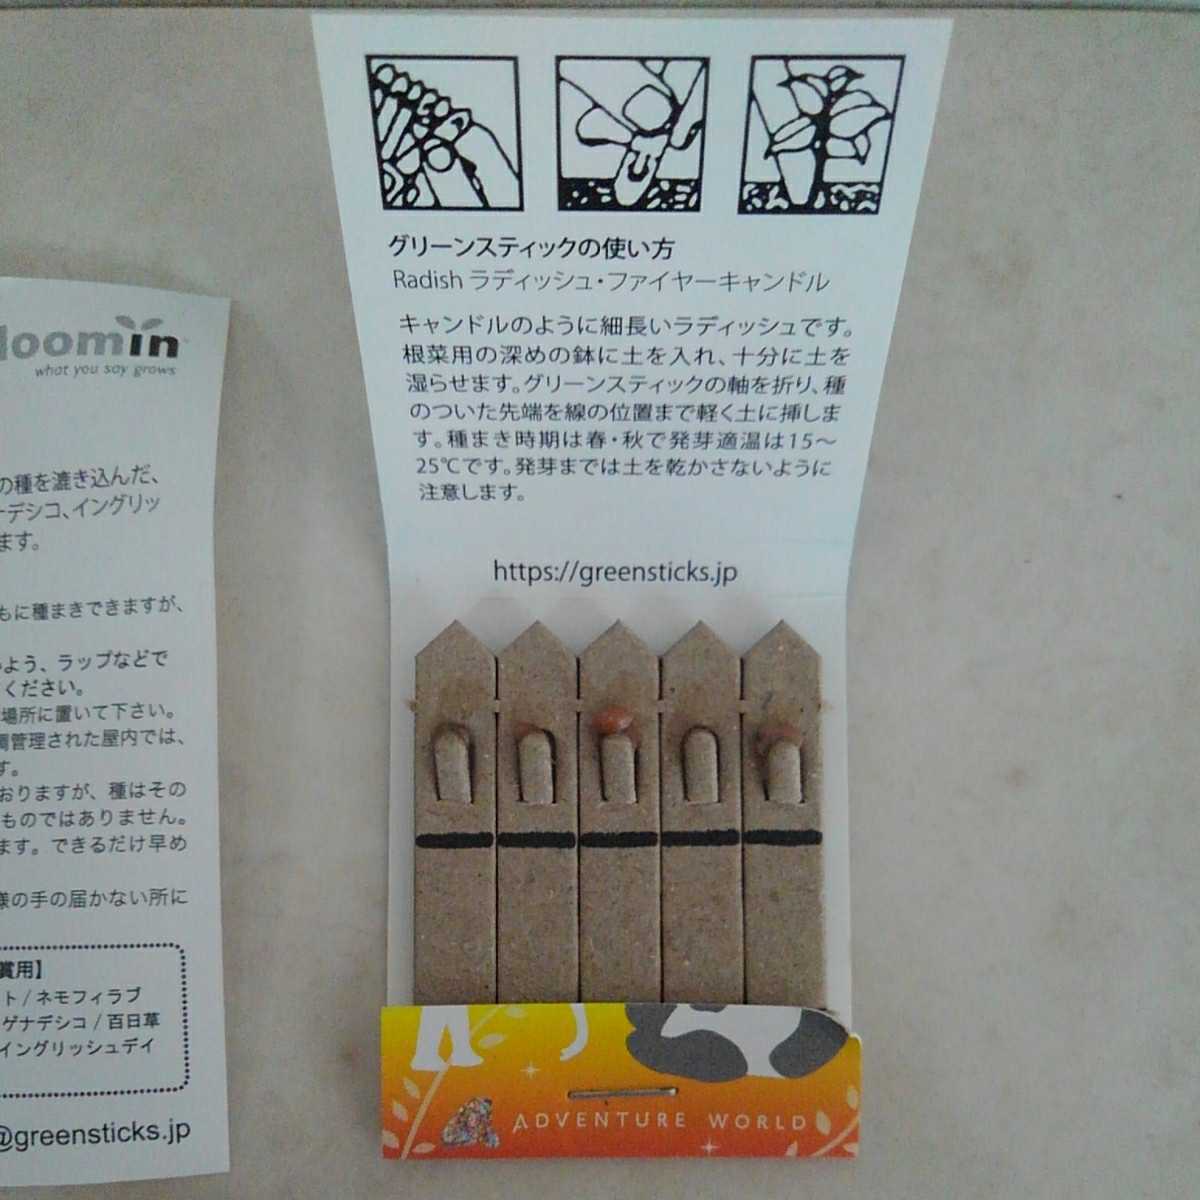 グリーンスティックの使い方
Radish ラディッシュ・ファイヤーキャンドル
キャンドルのように細長いラディッシュです。
根菜用の深めの鉢に土を入れ、十分に土を
湿らせます。グリーンスティックの軸を折り、種
のついた先端を線の位置まで軽く土に挿しま
す。種まき時期は春・秋で発芽適温は15～
25℃です。発芽までは土を乾かさないように
注意します。
https://greensticks.jp
ADVENTURE WORLD
loomin
what you say grows
の種を漉き込んだ、
ーデシコ、イングリッ
ます。
もに種まきできますが、
よう、ラップなどで
ください。
場所に置いて下さい。
調管理された屋内では、
す。
おりますが、種はその
ものではありません。
ます。できるだけ早め
様の手の届かない所に
賞用】
ト/ネモフィラブ
ゲナデシコ/百日草
イングリッシュデイ
@greensticks.jp